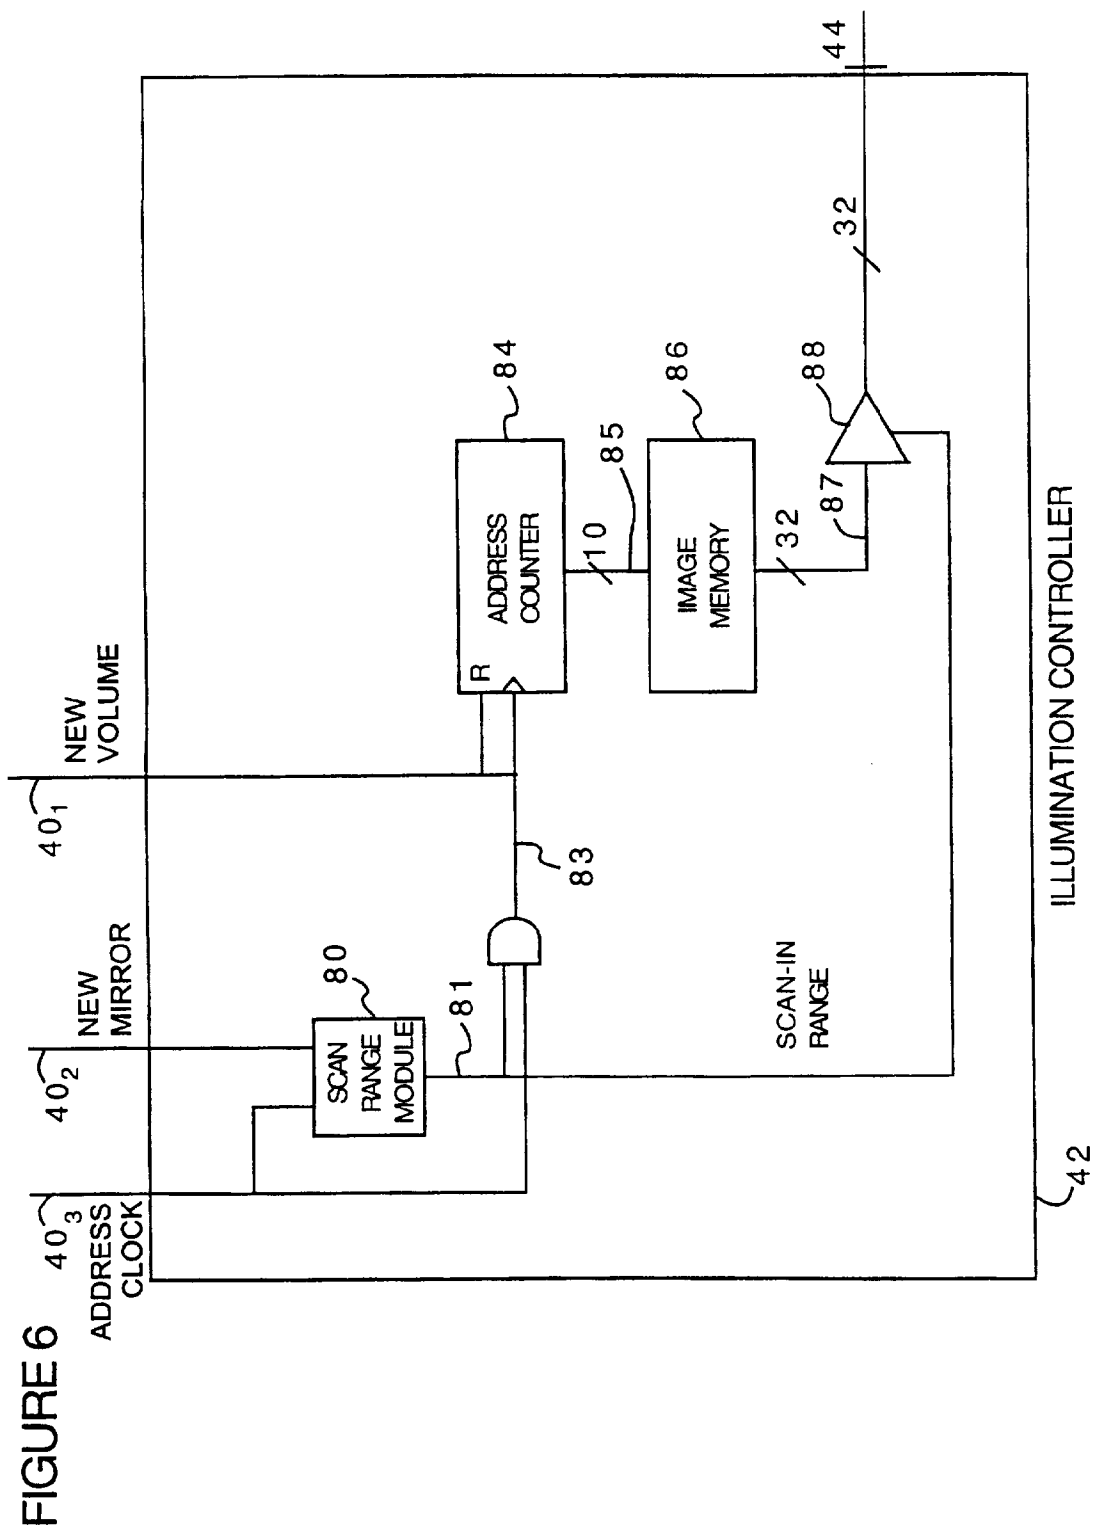 FIGURE 6
40₃
ADDRESS
CLOCK
40₂
NEW
MIRROR
40₁
NEW
VOLUME
SCAN
RANGE
MODULE
80
81
83
R
ADDRESS
COUNTER
84
10
85
IMAGE
MEMORY
86
32
87
88
32
44
SCAN-IN
RANGE
42
ILLUMINATION CONTROLLER